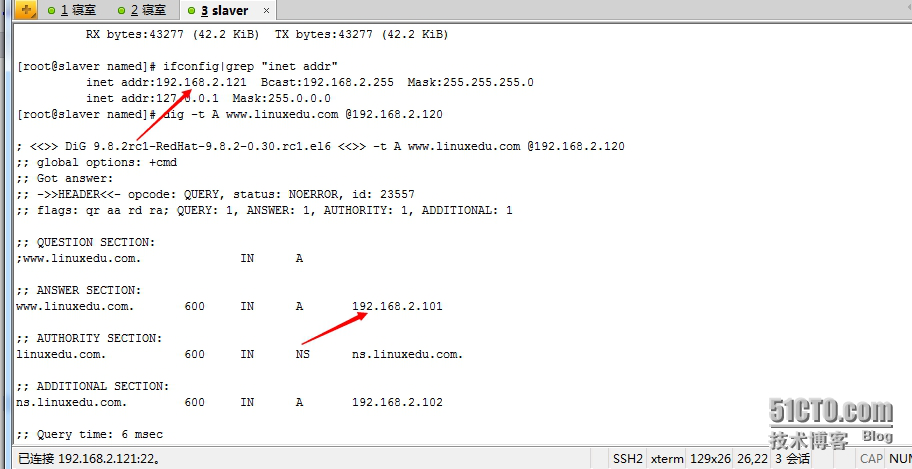 1 寝室 2 寝室 3 slaver ×
RX bytes:43277 (42.2 KiB) TX bytes:43277 (42.2 KiB)
[root@slaver named]# ifconfig|grep "inet addr"
inet addr:192.168.2.121 Bcast:192.168.2.255 Mask:255.255.255.0
inet addr:127.0.0.1 Mask:255.0.0.0
[root@slaver named]# dig -t A www.linuxedu.com @192.168.2.120
; <<>> DiG 9.8.2rc1-RedHat-9.8.2-0.30.rc1.el6 <<>> -t A www.linuxedu.com @192.168.2.120
;; global options: +cmd
;; Got answer:
;; ->>HEADER<<- opcode: QUERY, status: NOERROR, id: 23557
;; flags: qr aa rd ra; QUERY: 1, ANSWER: 1, AUTHORITY: 1, ADDITIONAL: 1
;; QUESTION SECTION:
;www.linuxedu.com. IN A
;; ANSWER SECTION:
www.linuxedu.com. 600 IN A 192.168.2.101
;; AUTHORITY SECTION:
linuxedu.com. 600 IN NS ns.linuxedu.com.
;; ADDITIONAL SECTION:
ns.linuxedu.com. 600 IN A 192.168.2.102
;; Query time: 6 msec
51CTO.com
技术博客 Blog
已连接 192.168.2.121:22。 SSH2 xterm 129x26 26,22 3 会话 CAP NUM